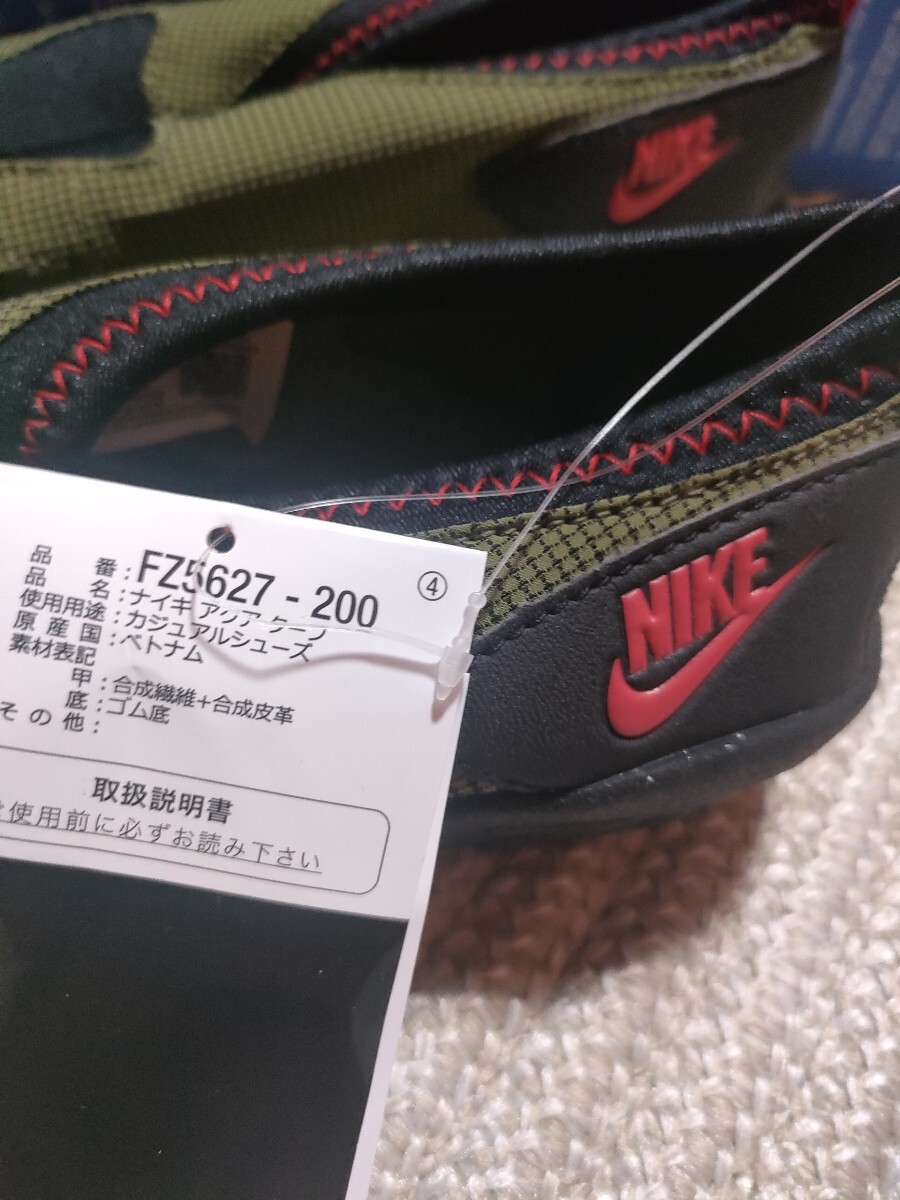 NIKE
品 番:FZ5627 - 200 ④
品 名:ナイキ アクア ターフ
使用用途:カジュアルシューズ
原 産 国:ベトナム
素材表記
甲:合成繊維+合成皮革
底:ゴム底
その他:
取扱説明書
使用前に必ずお読み下さい
NIKE